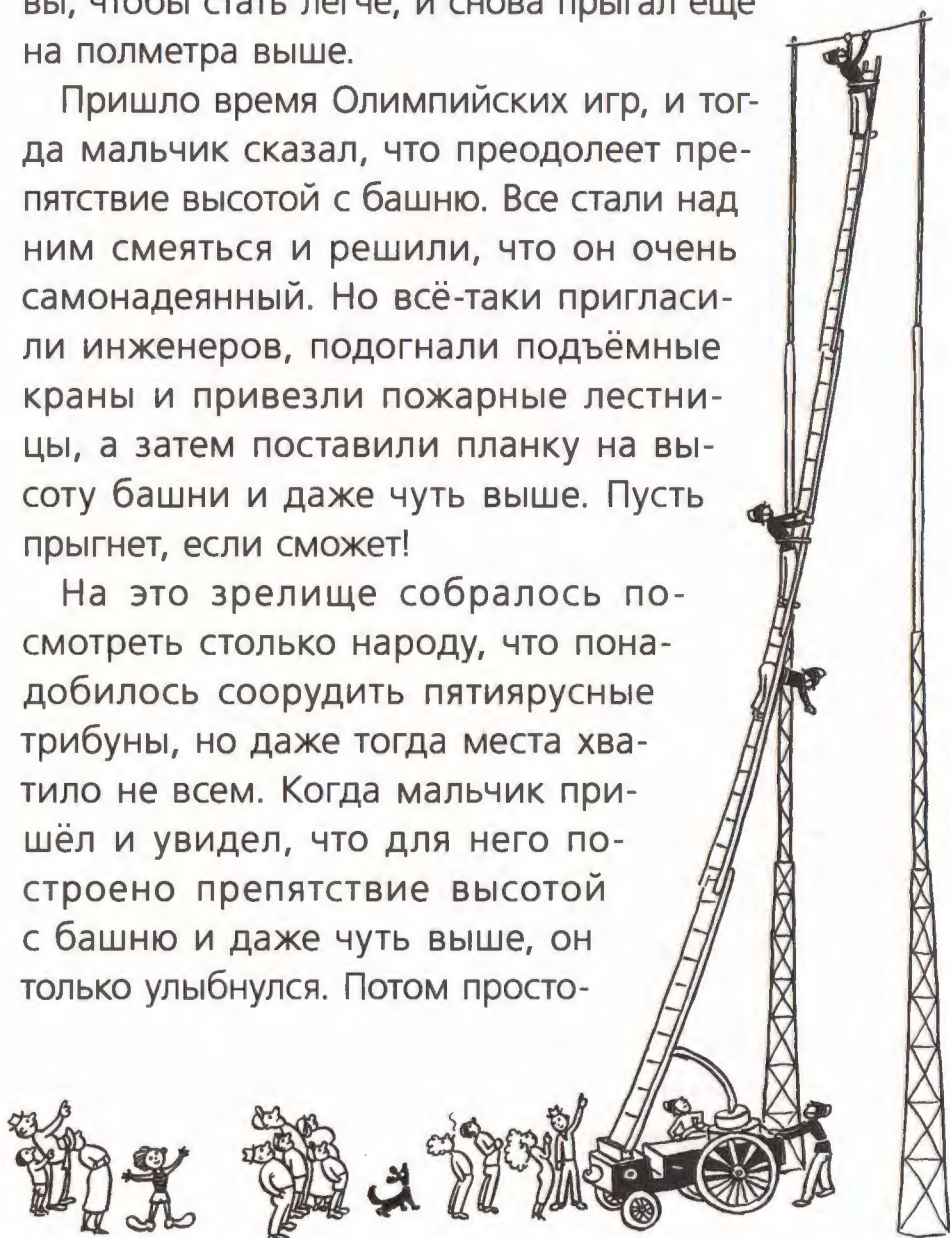 вы, чтобы стать легче, и снова прыгал ещё
на полметра выше.
Пришло время Олимпийских игр, и тог-
да мальчик сказал, что преодолеет пре-
пятствие высотой с башню. Все стали над
ним смеяться и решили, что он очень
самонадеянный. Но всё-таки пригласи-
ли инженеров, подогнали подъёмные
краны и привезли пожарные лестни-
цы, а затем поставили планку на вы-
соту башни и даже чуть выше. Пусть
прыгнет, если сможет!
На это зрелище собралось по-
смотреть столько народу, что пона-
добилось соорудить пятиярусные
трибуны, но даже тогда места хва-
тило не всем. Когда мальчик при-
шёл и увидел, что для него по-
строено препятствие высотой
с башню и даже чуть выше, он
только улыбнулся. Потом просто-